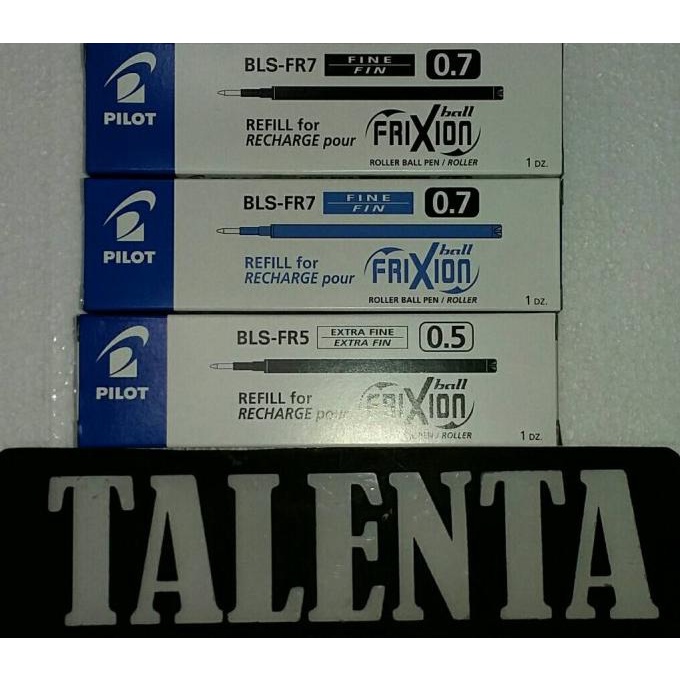 BLS-FR7 FINE FIN 0.7
PILOT
REFILL for
RECHARGE pour
FRIXION ball
ROLLER BALL PEN / ROLLER
1 DZ.
BLS-FR7 FINE FIN 0.7
PILOT
REFILL for
RECHARGE pour
FRIXION ball
ROLLER BALL PEN / ROLLER
1 DZ.
BLS-FR5 EXTRA FINE EXTRA FIN 0.5
PILOT
REFILL for
RECHARGE pour
FRIXION ball
PEN / ROLLER
1 DZ.
TALENTA